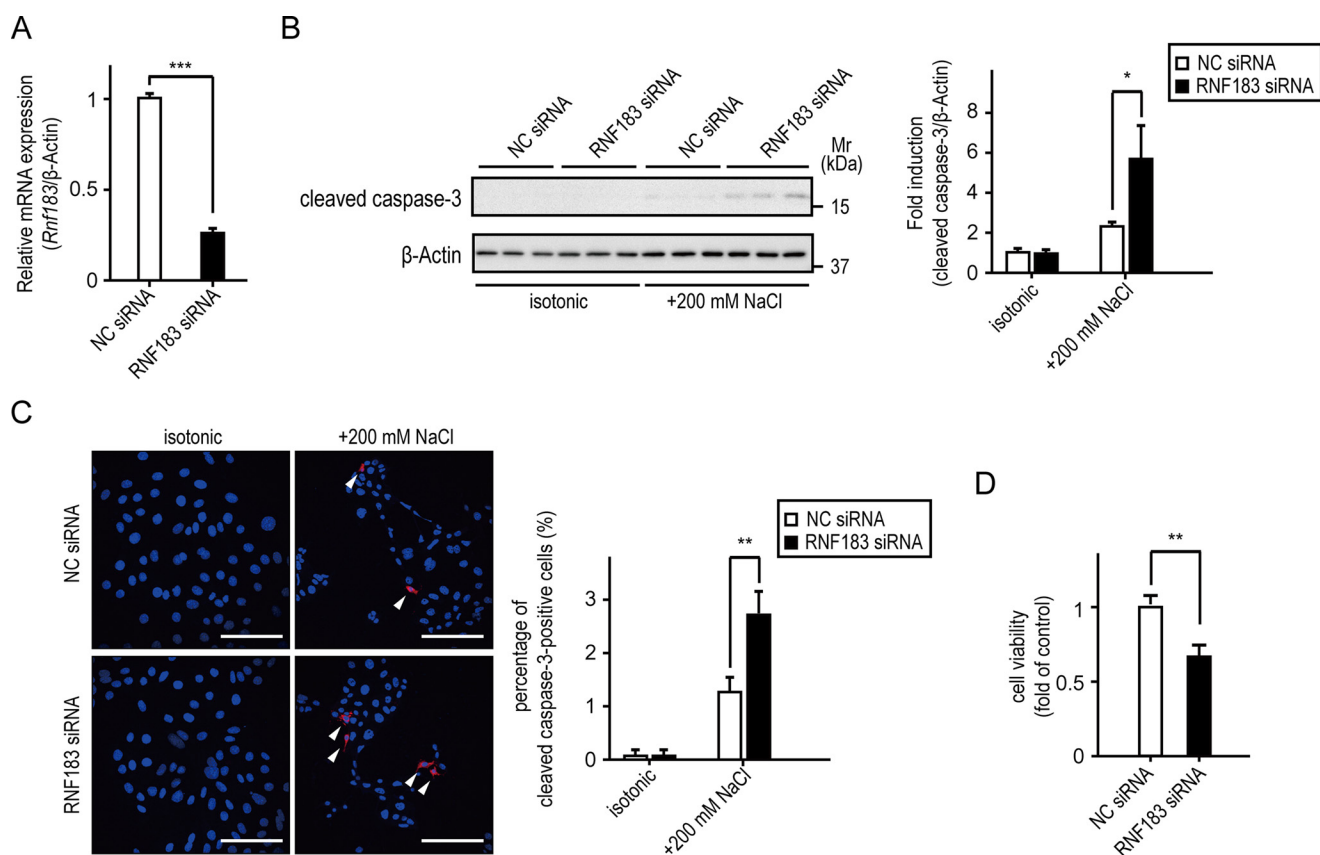 A
Relative mRNA expression
(Rnf183/β-Actin)
1
0.5
0
***
NC siRNA
RNF183 siRNA
B
NC siRNA
RNF183 siRNA
NC siRNA
RNF183 siRNA
Mr
(kDa)
cleaved caspase-3
15
β-Actin
37
isotonic
+200 mM NaCl
NC siRNA
RNF183 siRNA
Fold induction
(cleaved caspase-3/β-Actin)
8
6
4
2
0
*
isotonic
+200 mM NaCl
C
isotonic
+200 mM NaCl
NC siRNA
RNF183 siRNA
NC siRNA
RNF183 siRNA
percentage of
cleaved caspase-3-positive cells (%)
3
2
1
0
**
isotonic
+200 mM NaCl
D
cell viability
(fold of control)
1
0.5
0
**
NC siRNA
RNF183 siRNA